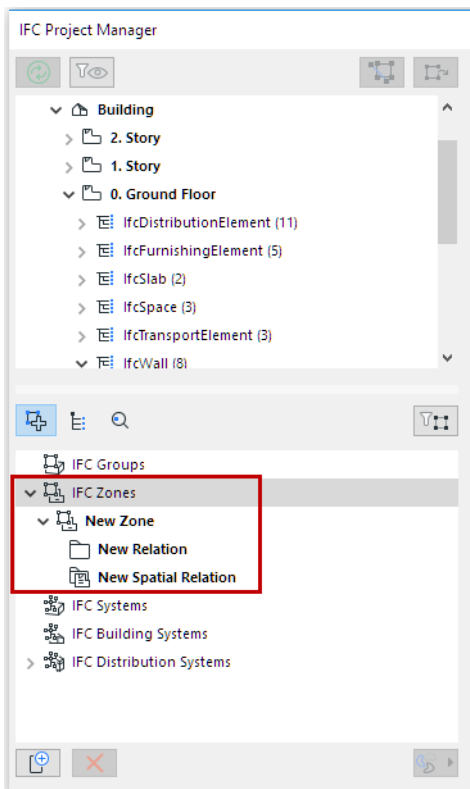 IFC Project Manager
Building
2. Story
1. Story
0. Ground Floor
IfcDistributionElement (11)
IfcFurnishingElement (5)
IfcSlab (2)
IfcSpace (3)
IfcTransportElement (3)
IfcWall (8)
IFC Groups
IFC Zones
New Zone
New Relation
New Spatial Relation
IFC Systems
IFC Building Systems
IFC Distribution Systems